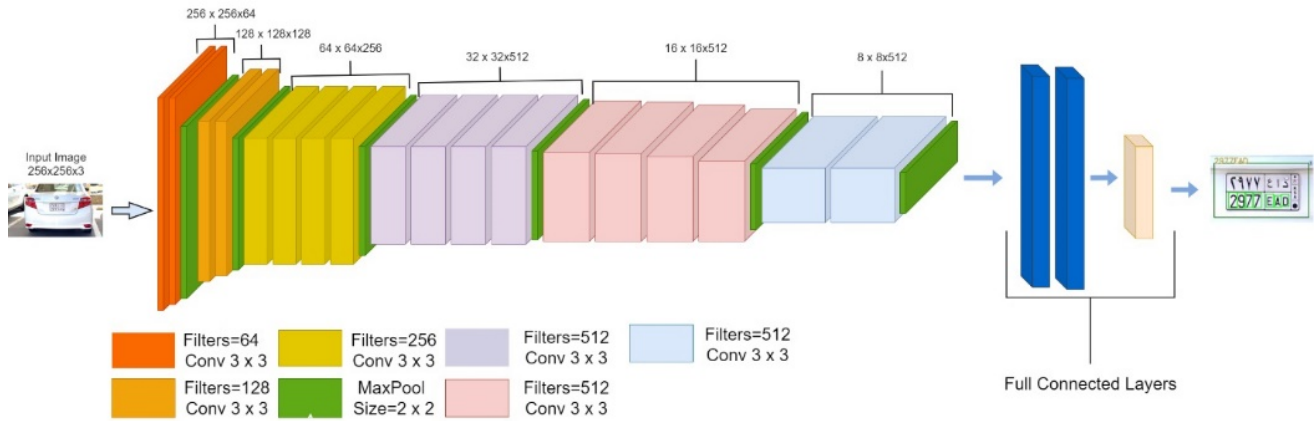 256 x 256x64
128 x 128x128
64 x 64x256
32 x 32x512
16 x 16x512
8 x 8x512
Input Image
256x256x3
2977EAD
٢٩٧٧
2977 EAD
Filters=64
Conv 3 x 3
Filters=256
Conv 3 x 3
Filters=512
Conv 3 x 3
Filters=512
Conv 3 x 3
Filters=128
Conv 3 x 3
MaxPool
Size=2 x 2
Filters=512
Conv 3 x 3
Full Connected Layers